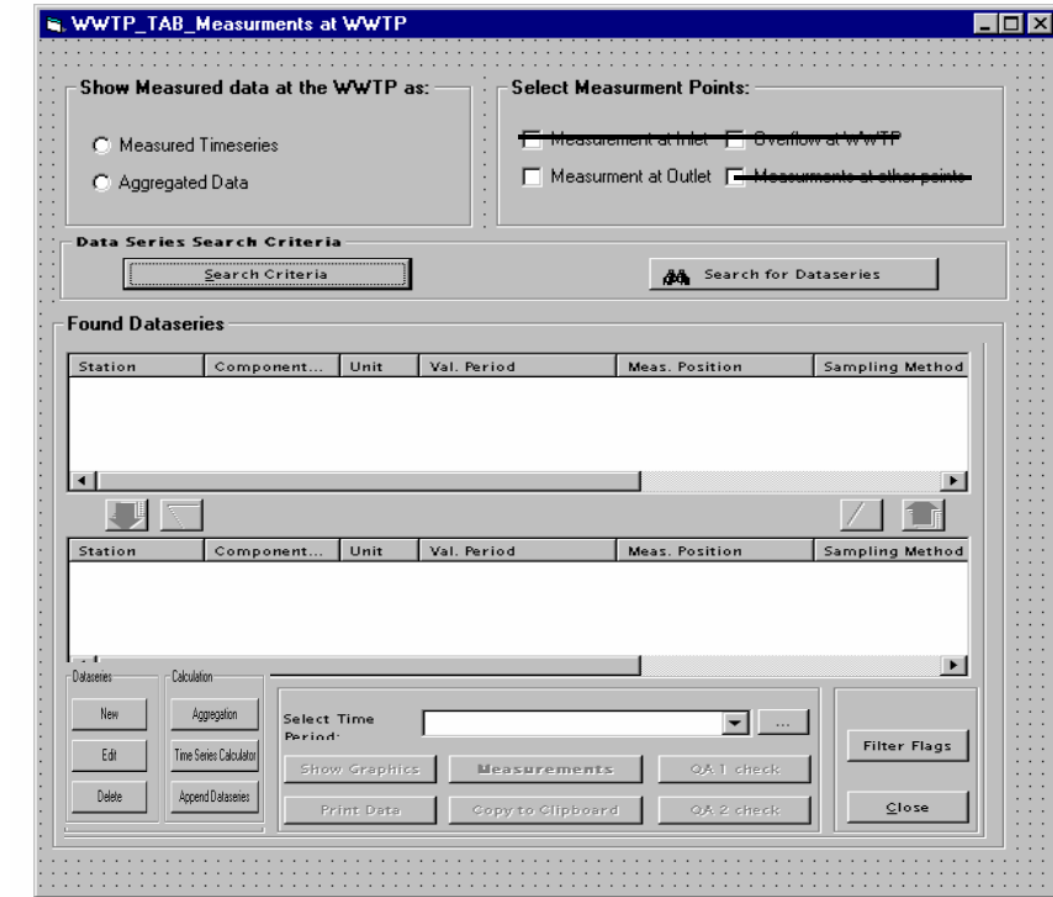 WWTP_TAB_Measurments at WWTP
Show Measured data at the WWTP as:
Measured Timeseries
Aggregated Data
Select Measurment Points:
Measurement at Inlet Overflow at WWTP
Measurment at Outlet Measurments at other points
Data Series Search Criteria
Search Criteria Search for Dataseries
Found Dataseries
Station Component... Unit Val. Period Meas. Position Sampling Method
Station Component... Unit Val. Period Meas. Position Sampling Method
Dataseries Calculation
New Aggregation
Edit Time Series Calculator
Delete Append Dataseries
Select Time
Period:
...
Show Graphics Measurements QA 1 check
Print Data Copy to Clipboard QA 2 check
Filter Flags
Close